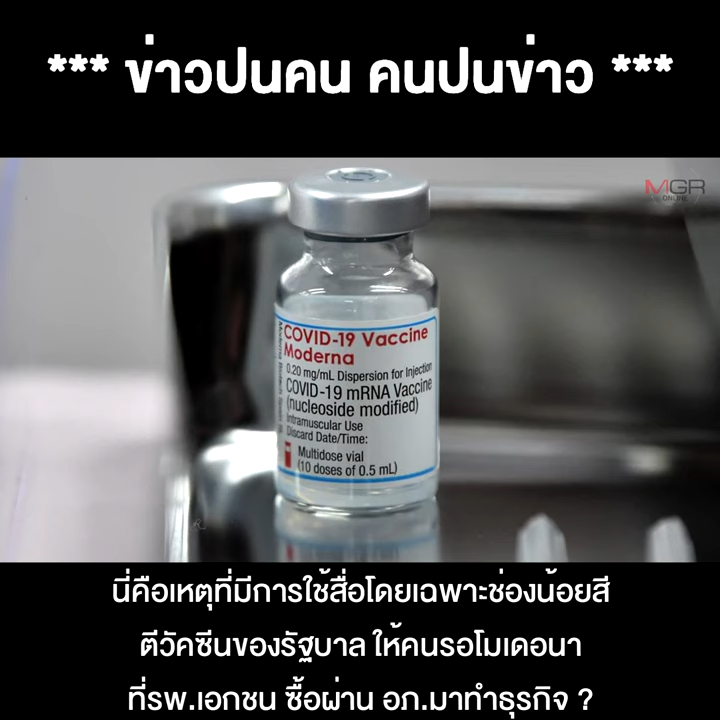 *** ข่าวปนคน คนปนข่าว ***
MGR
ONLINE
COVID-19 Vaccine
Moderna
0.20 mg/mL Dispersion for Injection
COVID-19 mRNA Vaccine
(nucleoside modified)
Intramuscular Use
Discard Date/Time:
Multidose vial
(10 doses of 0.5 mL)
นี่คือเหตุที่มีการใช้สื่อโดยเฉพาะช่องน้อยสี
ตีวัคซีนของรัฐบาล ให้คนรอโมเดอนา
ที่รพ.เอกชน ซื้อผ่าน อภ.มาทำธุรกิจ ?